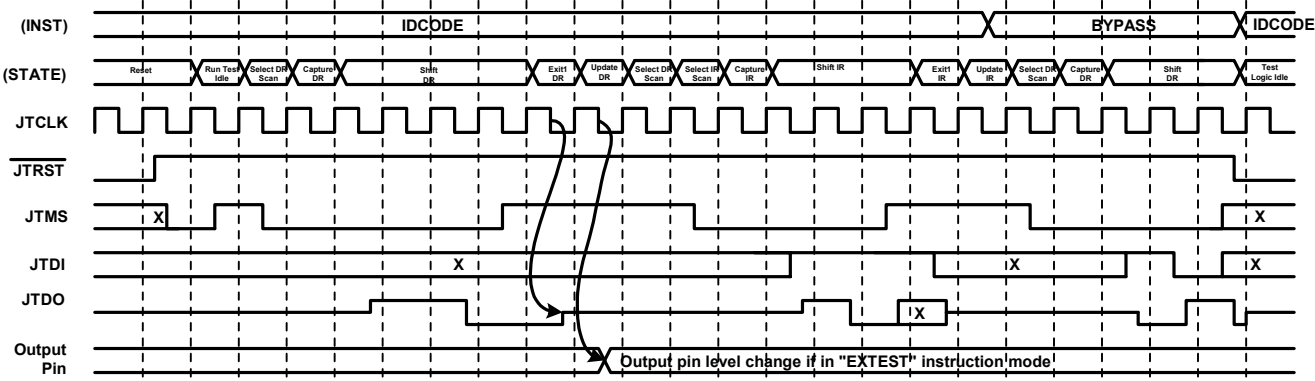 (INST) IDCODE BYPASS IDCODE
(STATE) Reset Run Test Idle Select DR Scan Capture DR Shift DR Exit1 DR Update DR Select DR Scan Select IR Scan Capture IR Shift IR Exit1 IR Update IR Select DR Scan Capture DR Shift DR Test Logic Idle
JTCLK
JTRST
JTMS X X
JTDI X X X
JTDO X
Output Pin Output pin level change if in "EXTEST" instruction mode